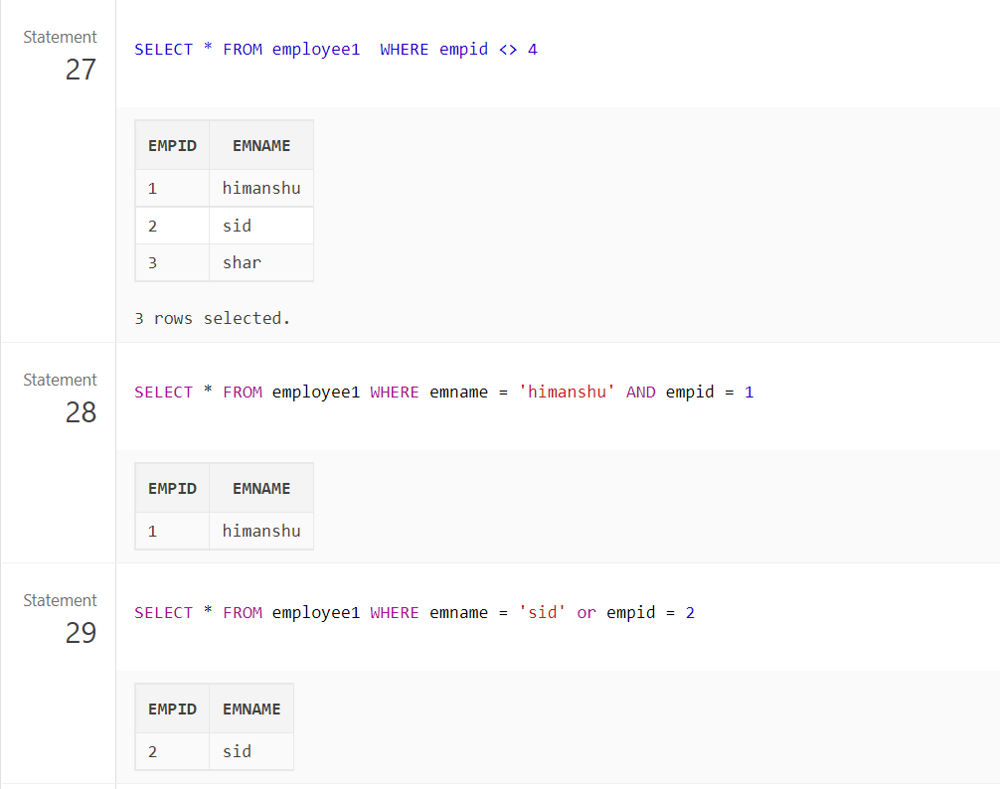 Statement
27
SELECT * FROM employee1  WHERE empid <> 4
EMPID EMNAME
1 himanshu
2 sid
3 shar
3 rows selected.
Statement
28
SELECT * FROM employee1 WHERE emname = 'himanshu' AND empid = 1
EMPID EMNAME
1 himanshu
Statement
29
SELECT * FROM employee1 WHERE emname = 'sid' or empid = 2
EMPID EMNAME
2 sid